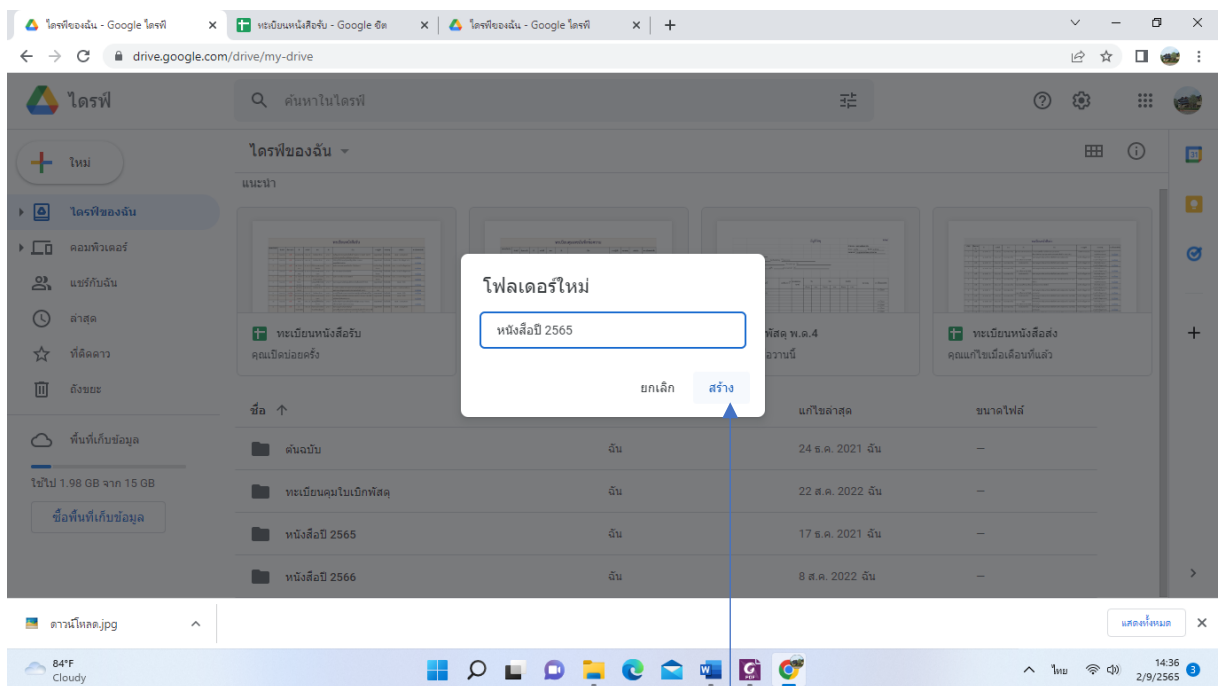 ไดรฟ์ของฉัน - Google ไดรฟ์
ทะเบียนหนังสือรับ - Google ชีต
ไดรฟ์ของฉัน - Google ไดรฟ์
drive.google.com/drive/my-drive
ไดรฟ์
ค้นหาในไดรฟ์
ใหม่
ไดรฟ์ของฉัน
คอมพิวเตอร์
แชร์กับฉัน
ล่าสุด
ที่ติดดาว
ถังขยะ
พื้นที่เก็บข้อมูล
ใช้ไป 1.98 GB จาก 15 GB
ซื้อพื้นที่เก็บข้อมูล
ไดรฟ์ของฉัน
แนะนำ
ทะเบียนหนังสือรับ
คุณเปิดบ่อยครั้ง
พัสดุ พ.ด.4
อวานนี้
ทะเบียนหนังสือส่ง
คุณแก้ไขเมื่อเดือนที่แล้ว
โฟลเดอร์ใหม่
หนังสือปี 2565
ยกเลิก สร้าง
ชื่อ แก้ไขล่าสุด ขนาดไฟล์
ต้นฉบับ ฉัน 24 ธ.ค. 2021 ฉัน —
ทะเบียนคุมใบเบิกพัสดุ ฉัน 22 ส.ค. 2022 ฉัน —
หนังสือปี 2565 ฉัน 17 ธ.ค. 2021 ฉัน —
หนังสือปี 2566 ฉัน 8 ส.ค. 2022 ฉัน —
31
ดาวน์โหลด.jpg
แสดงทั้งหมด
84°F
Cloudy
ไทย
14:36
2/9/2565
3